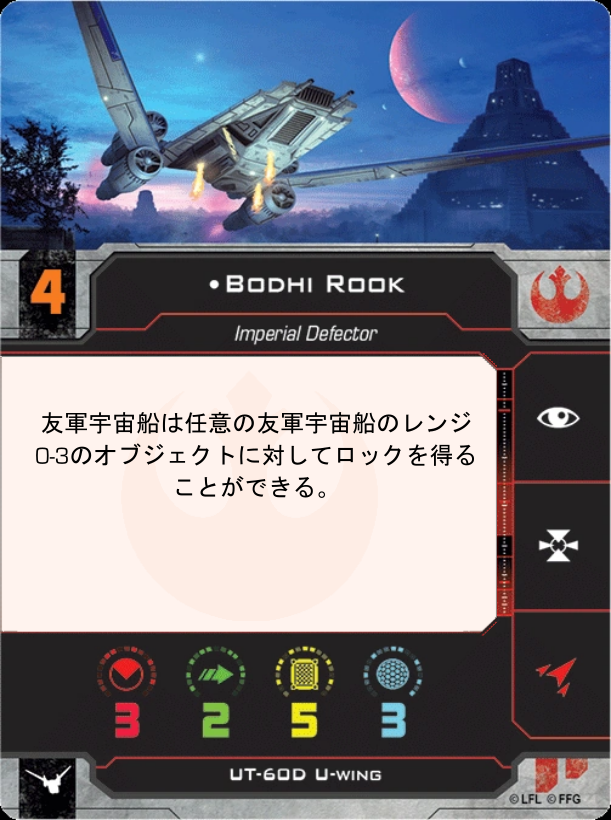 4
•Bodhi Rook
Imperial Defector
友軍宇宙船は任意の友軍宇宙船のレンジ
0-3のオブジェクトに対してロックを得る
ことができる。
3 2 5 3
UT-60D U-wing
©LFL ©FFG